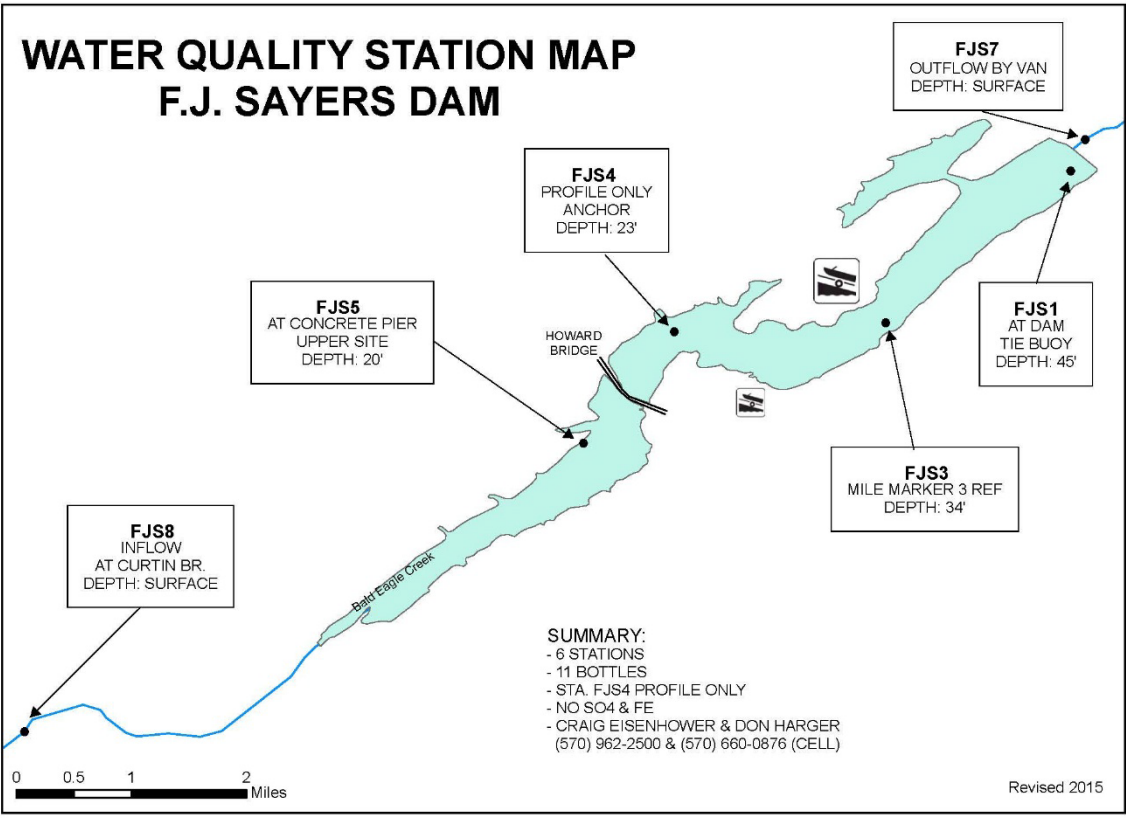 WATER QUALITY STATION MAP
F.J. SAYERS DAM
FJS7
OUTFLOW BY VAN
DEPTH: SURFACE
FJS4
PROFILE ONLY
ANCHOR
DEPTH: 23'
FJS5
AT CONCRETE PIER
UPPER SITE
DEPTH: 20'
HOWARD
BRIDGE
FJS1
AT DAM
TIE BUOY
DEPTH: 45'
FJS3
MILE MARKER 3 REF
DEPTH: 34'
FJS8
INFLOW
AT CURTIN BR.
DEPTH: SURFACE
Bald Eagle Creek
SUMMARY:
- 6 STATIONS
- 11 BOTTLES
- STA. FJS4 PROFILE ONLY
- NO SO4 & FE
- CRAIG EISENHOWER & DON HARGER
(570) 962-2500 & (570) 660-0876 (CELL)
0 0.5 1 2
Miles
Revised 2015